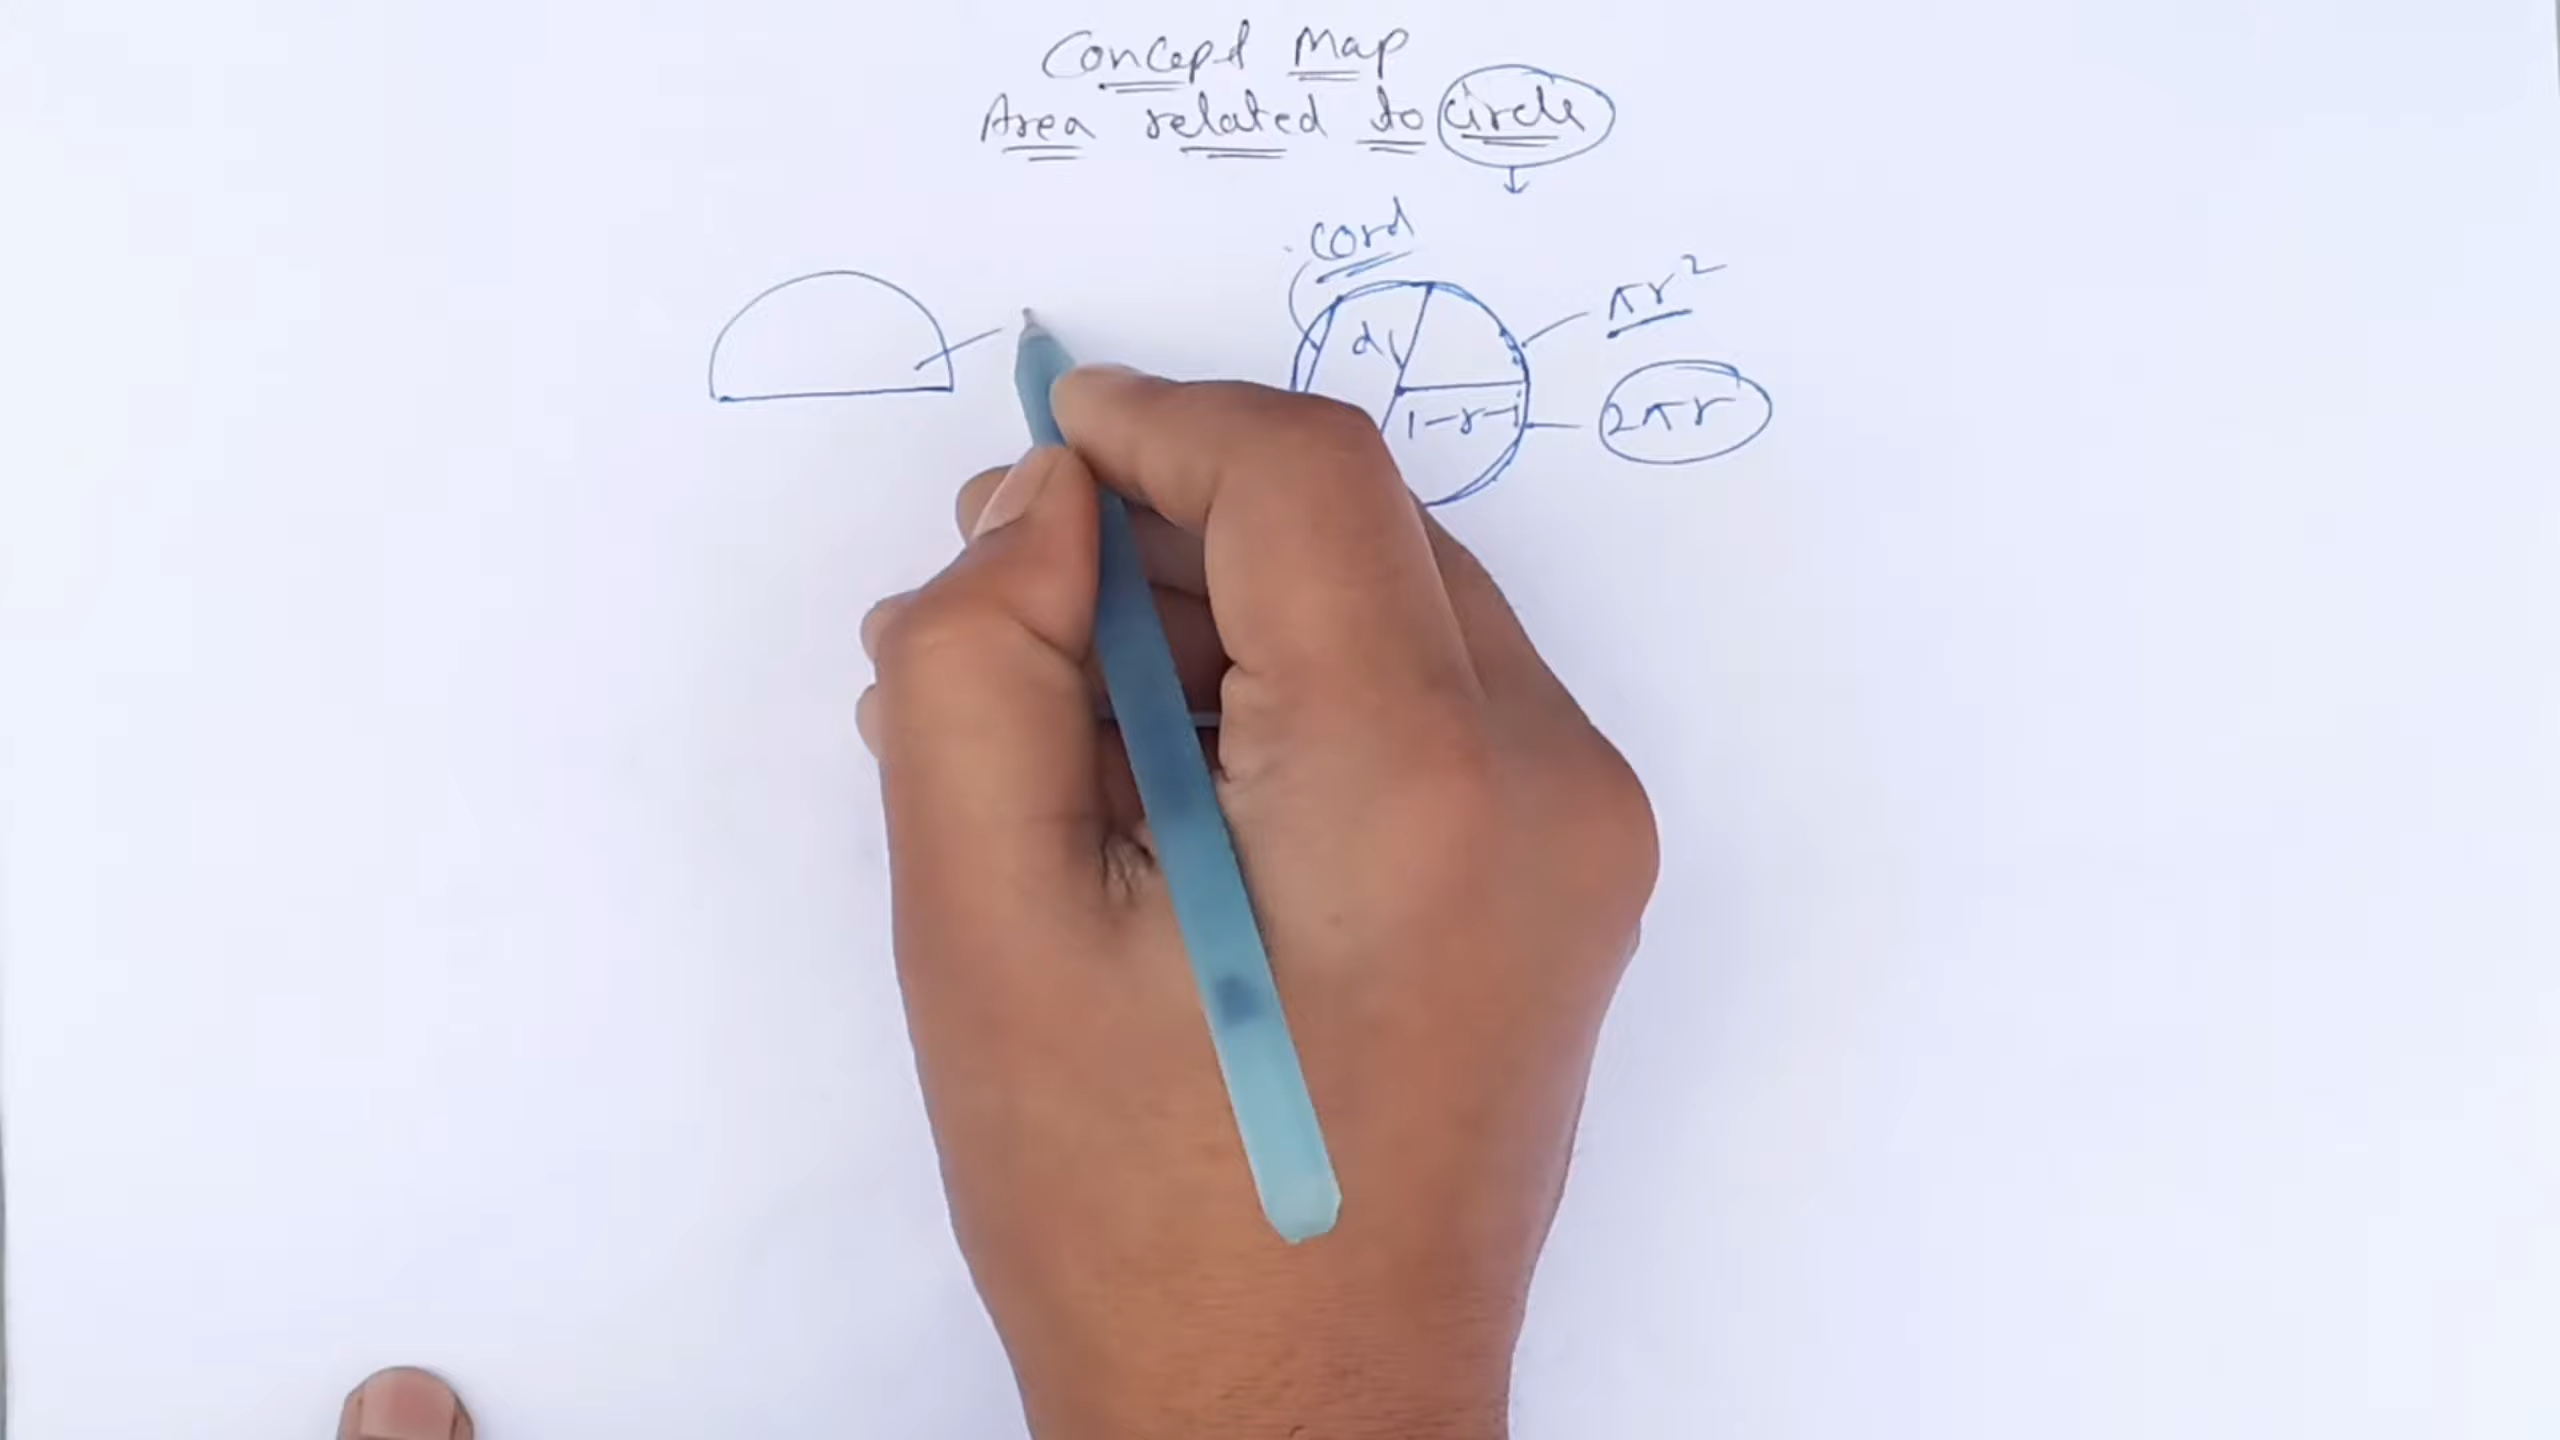 Concept Map
Area related to circle
cord
πr²
d
r
2πr